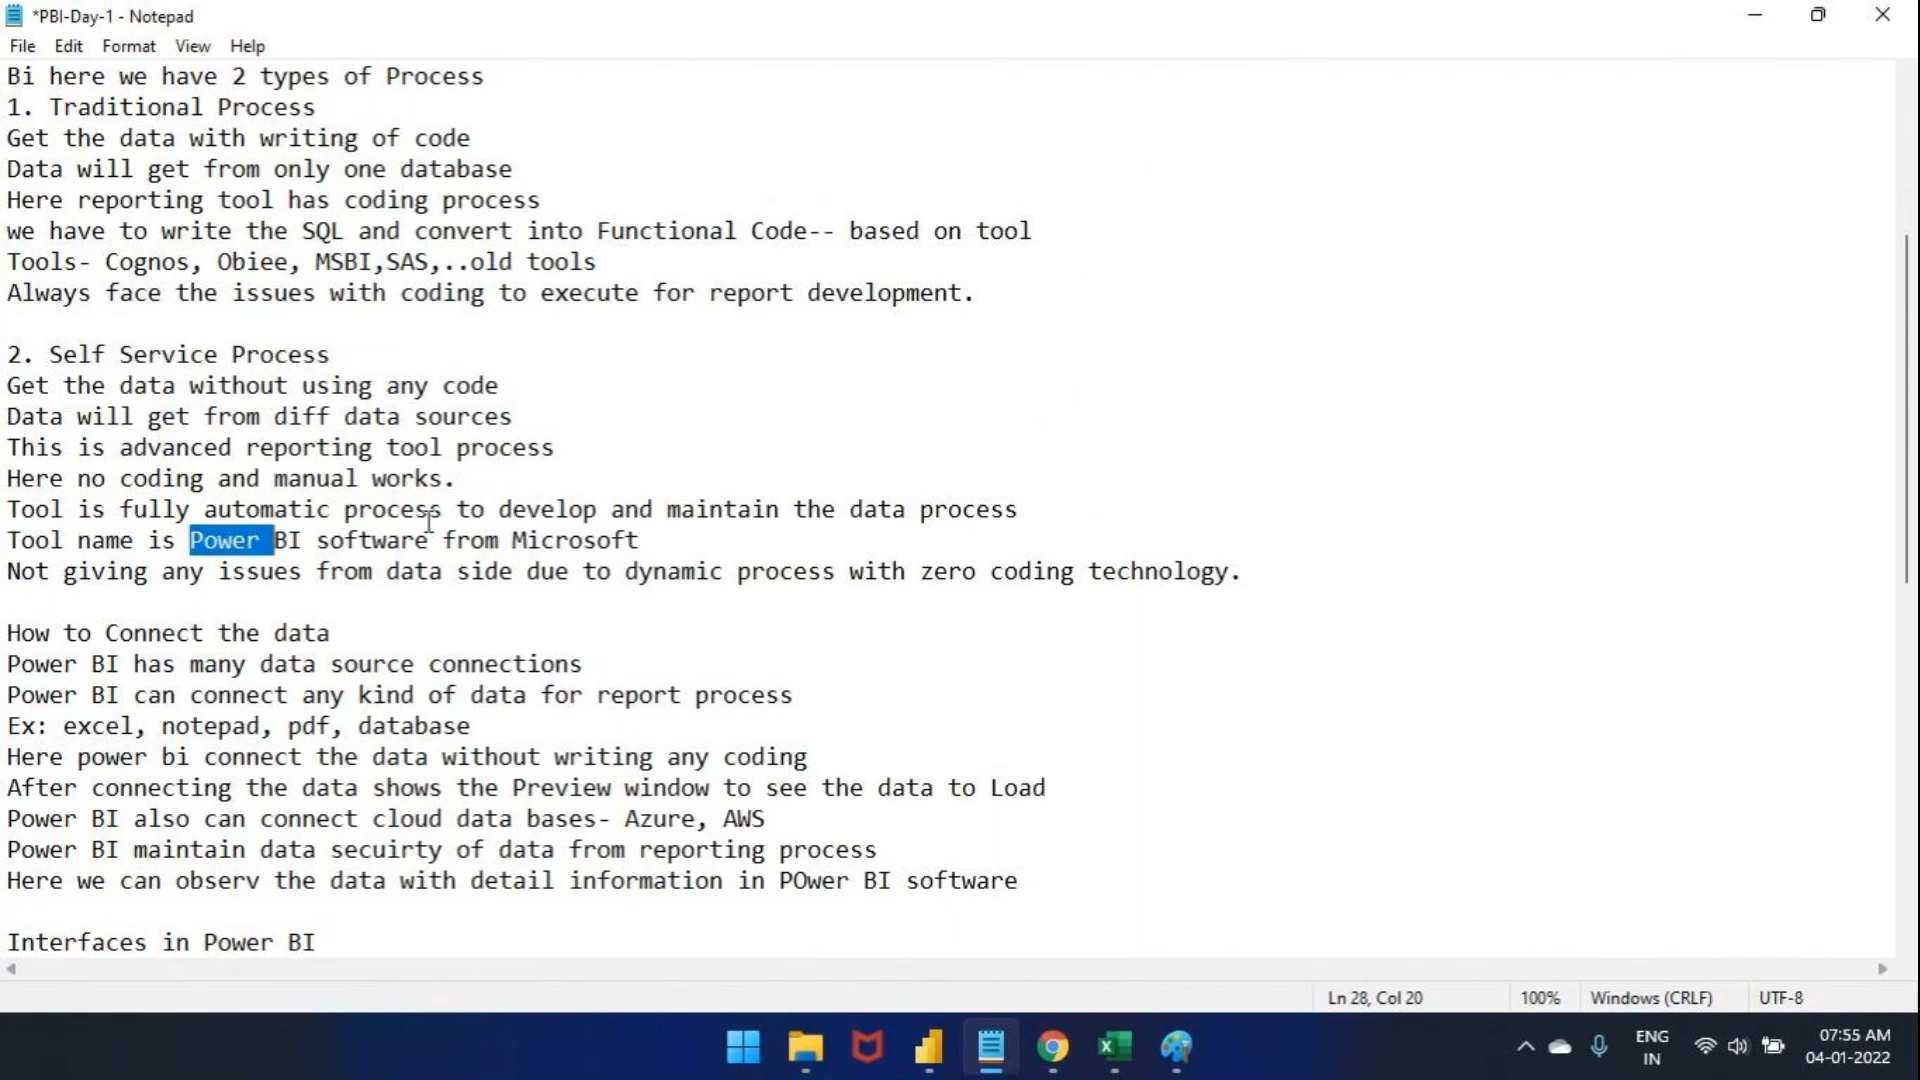 *PBI-Day-1 - Notepad
File Edit Format View Help
Bi here we have 2 types of Process
1. Traditional Process
Get the data with writing of code
Data will get from only one database
Here reporting tool has coding process
we have to write the SQL and convert into Functional Code-- based on tool
Tools- Cognos, Obiee, MSBI,SAS,..old tools
Always face the issues with coding to execute for report development.
2. Self Service Process
Get the data without using any code
Data will get from diff data sources
This is advanced reporting tool process
Here no coding and manual works.
Tool is fully automatic process to develop and maintain the data process
Tool name is Power BI software from Microsoft
Not giving any issues from data side due to dynamic process with zero coding technology.
How to Connect the data
Power BI has many data source connections
Power BI can connect any kind of data for report process
Ex: excel, notepad, pdf, database
Here power bi connect the data without writing any coding
After connecting the data shows the Preview window to see the data to Load
Power BI also can connect cloud data bases- Azure, AWS
Power BI maintain data secuirty of data from reporting process
Here we can observ the data with detail information in POwer BI software
Interfaces in Power BI
Ln 28, Col 20 100% Windows (CRLF) UTF-8
ENG 07:55 AM
IN 04-01-2022